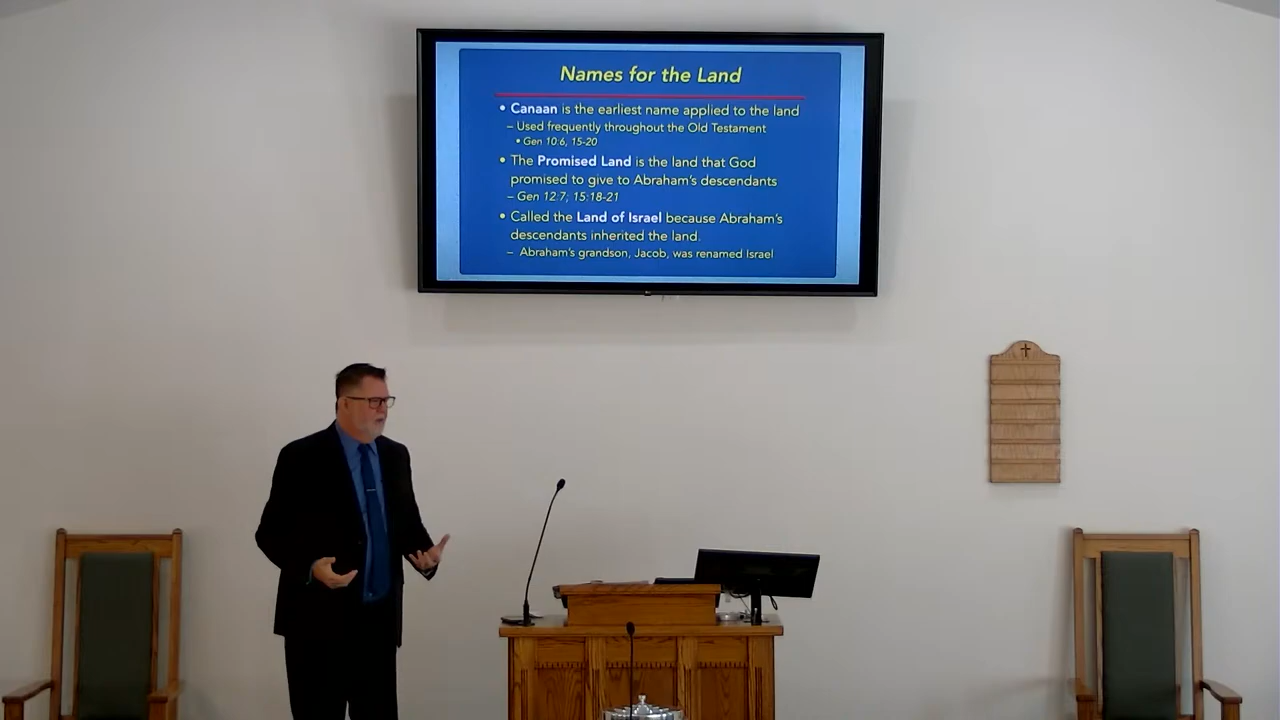 Names for the Land
• Canaan is the earliest name applied to the land
– Used frequently throughout the Old Testament
• Gen 10:6, 15-20
• The Promised Land is the land that God
promised to give to Abraham's descendants
– Gen 12:7, 15:18-21
• Called the Land of Israel because Abraham's
descendants inherited the land.
– Abraham's grandson, Jacob, was renamed Israel